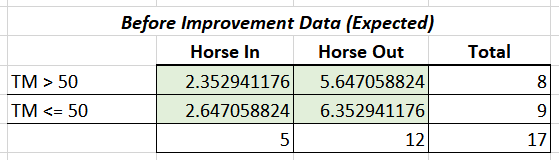 Before Improvement Data (Expected)
Horse In Horse Out Total
TM > 50 2.352941176 5.647058824 8
TM <= 50 2.647058824 6.352941176 9
5 12 17